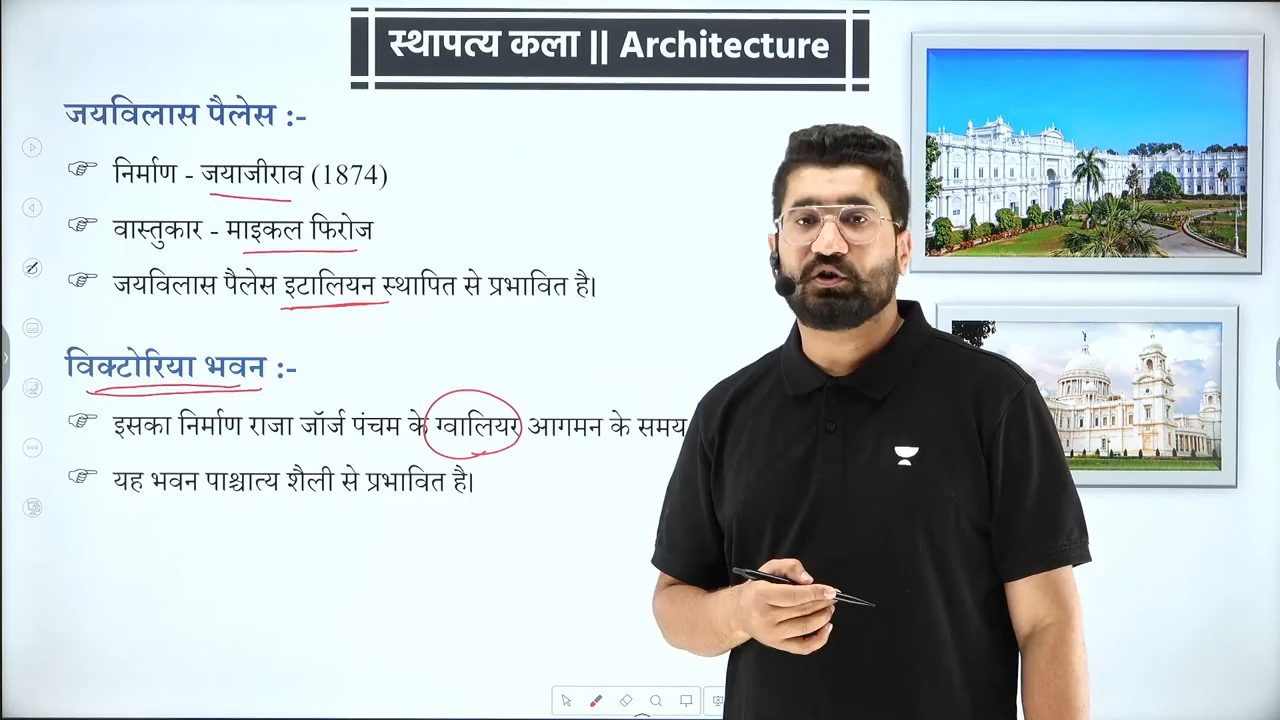 स्थापत्य कला || Architecture
जयविलास पैलेस :-
निर्माण - जयाजीराव (1874)
वास्तुकार - माइकल फिरोज
जयविलास पैलेस इटालियन स्थापित से प्रभावित है।
विक्टोरिया भवन :-
इसका निर्माण राजा जॉर्ज पंचम के ग्वालियर आगमन के समय
यह भवन पाश्चात्य शैली से प्रभावित है।